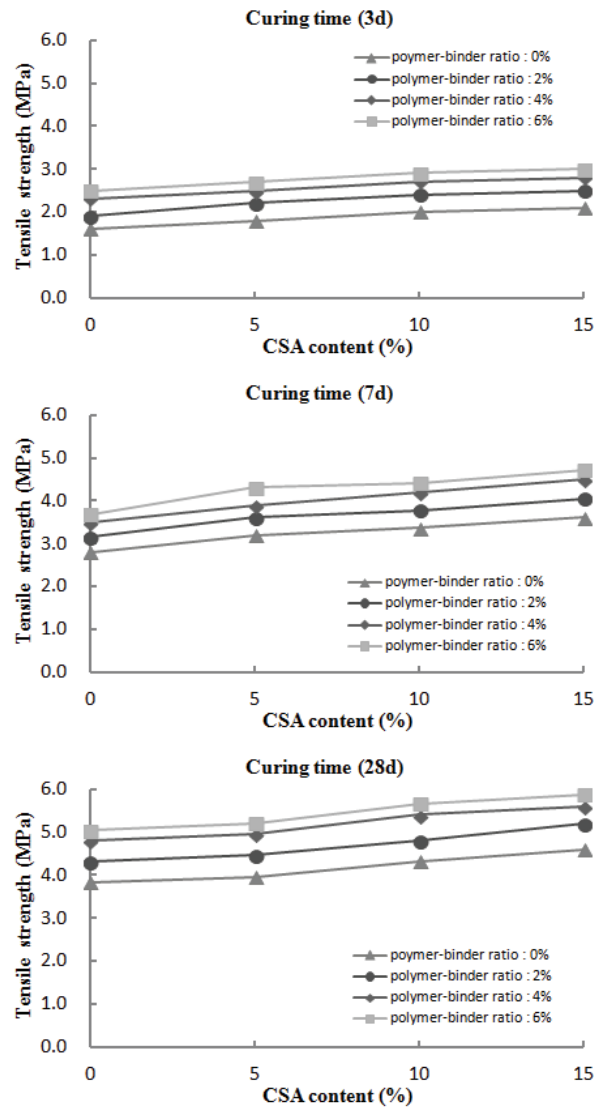 Curing time (3d)
Tensile strength (MPa)
6.0
5.0
4.0
3.0
2.0
1.0
0.0
poymer-binder ratio : 0%
polymer-binder ratio : 2%
polymer-binder ratio : 4%
polymer-binder ratio : 6%
0 5 10 15
CSA content (%)
Curing time (7d)
Tensile strength (MPa)
6.0
5.0
4.0
3.0
2.0
1.0
0.0
poymer-binder ratio : 0%
polymer-binder ratio : 2%
polymer-binder ratio : 4%
polymer-binder ratio : 6%
0 5 10 15
CSA content (%)
Curing time (28d)
Tensile strength (MPa)
6.0
5.0
4.0
3.0
2.0
1.0
0.0
poymer-binder ratio : 0%
polymer-binder ratio : 2%
polymer-binder ratio : 4%
polymer-binder ratio : 6%
0 5 10 15
CSA content (%)